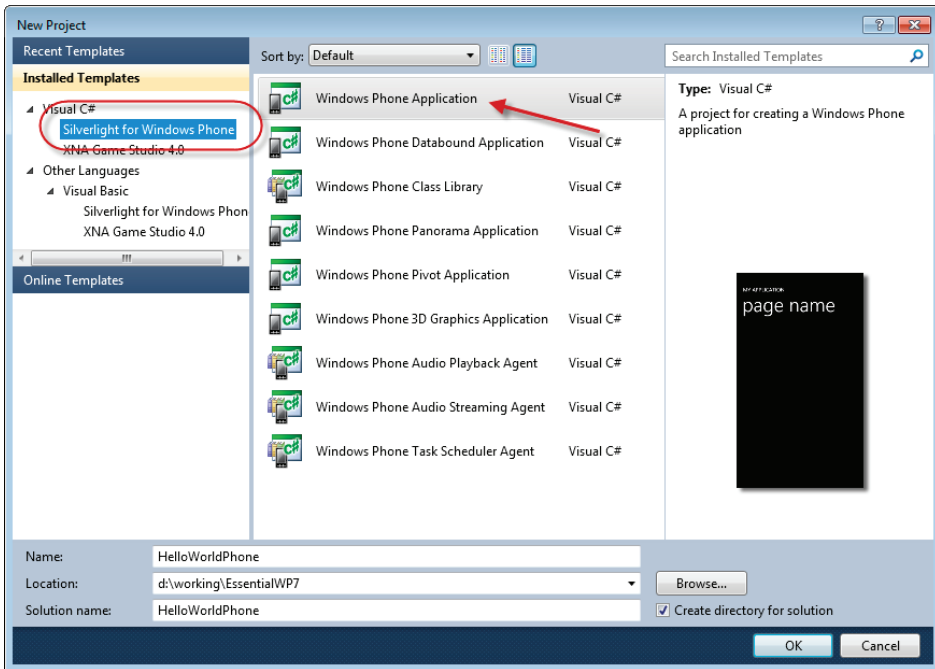 New Project
Recent Templates
Installed Templates
Visual C#
Silverlight for Windows Phone
XNA Game Studio 4.0
Other Languages
Visual Basic
Silverlight for Windows Phon
XNA Game Studio 4.0
Online Templates
Sort by: Default
Windows Phone Application Visual C#
Windows Phone Databound Application Visual C#
Windows Phone Class Library Visual C#
Windows Phone Panorama Application Visual C#
Windows Phone Pivot Application Visual C#
Windows Phone 3D Graphics Application Visual C#
Windows Phone Audio Playback Agent Visual C#
Windows Phone Audio Streaming Agent Visual C#
Windows Phone Task Scheduler Agent Visual C#
Search Installed Templates
Type: Visual C#
A project for creating a Windows Phone
application
MY APPLICATION
page name
Name: HelloWorldPhone
Location: d:\working\EssentialWP7
Browse...
Solution name: HelloWorldPhone
Create directory for solution
OK Cancel